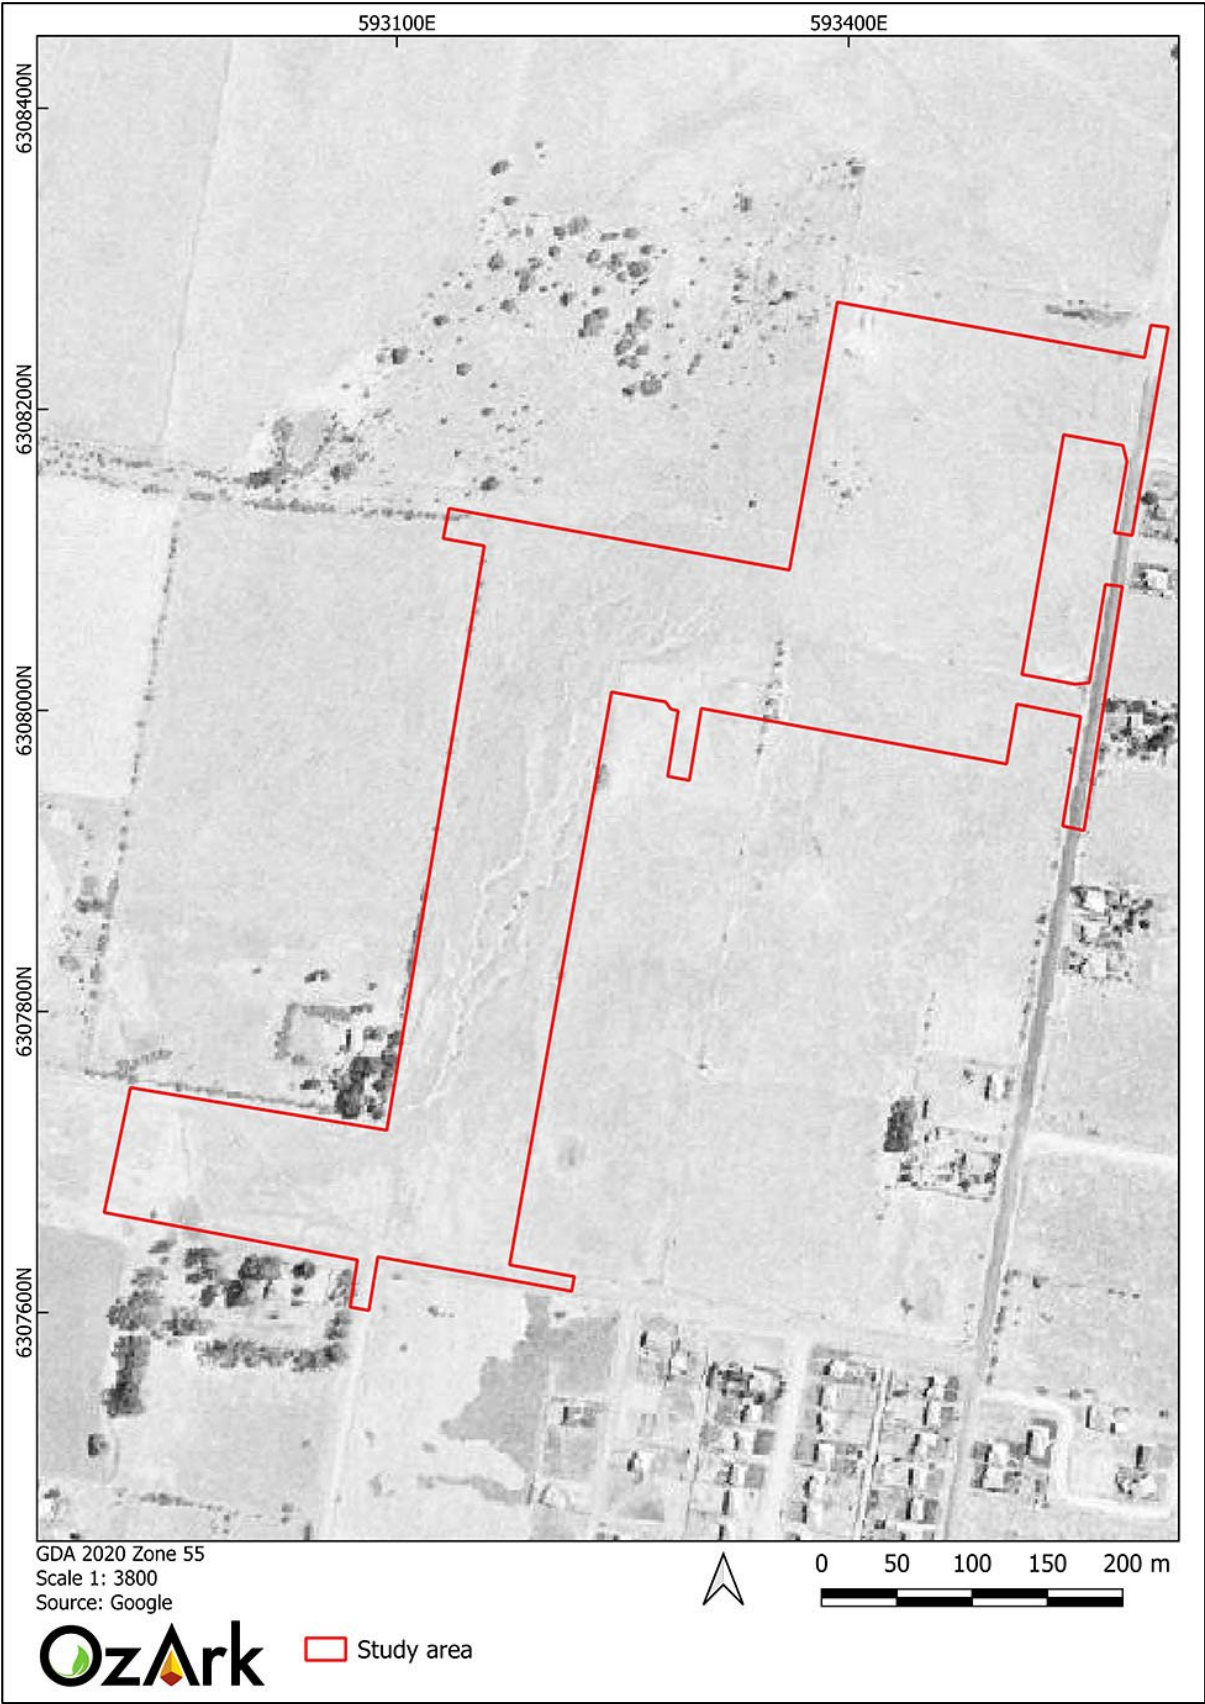 593100E
593400E
6308400N
6308200N
6308000N
6307800N
6307600N
GDA 2020 Zone 55
Scale 1: 3800
Source: Google
0 50 100 150 200 m
OzArk
Study area